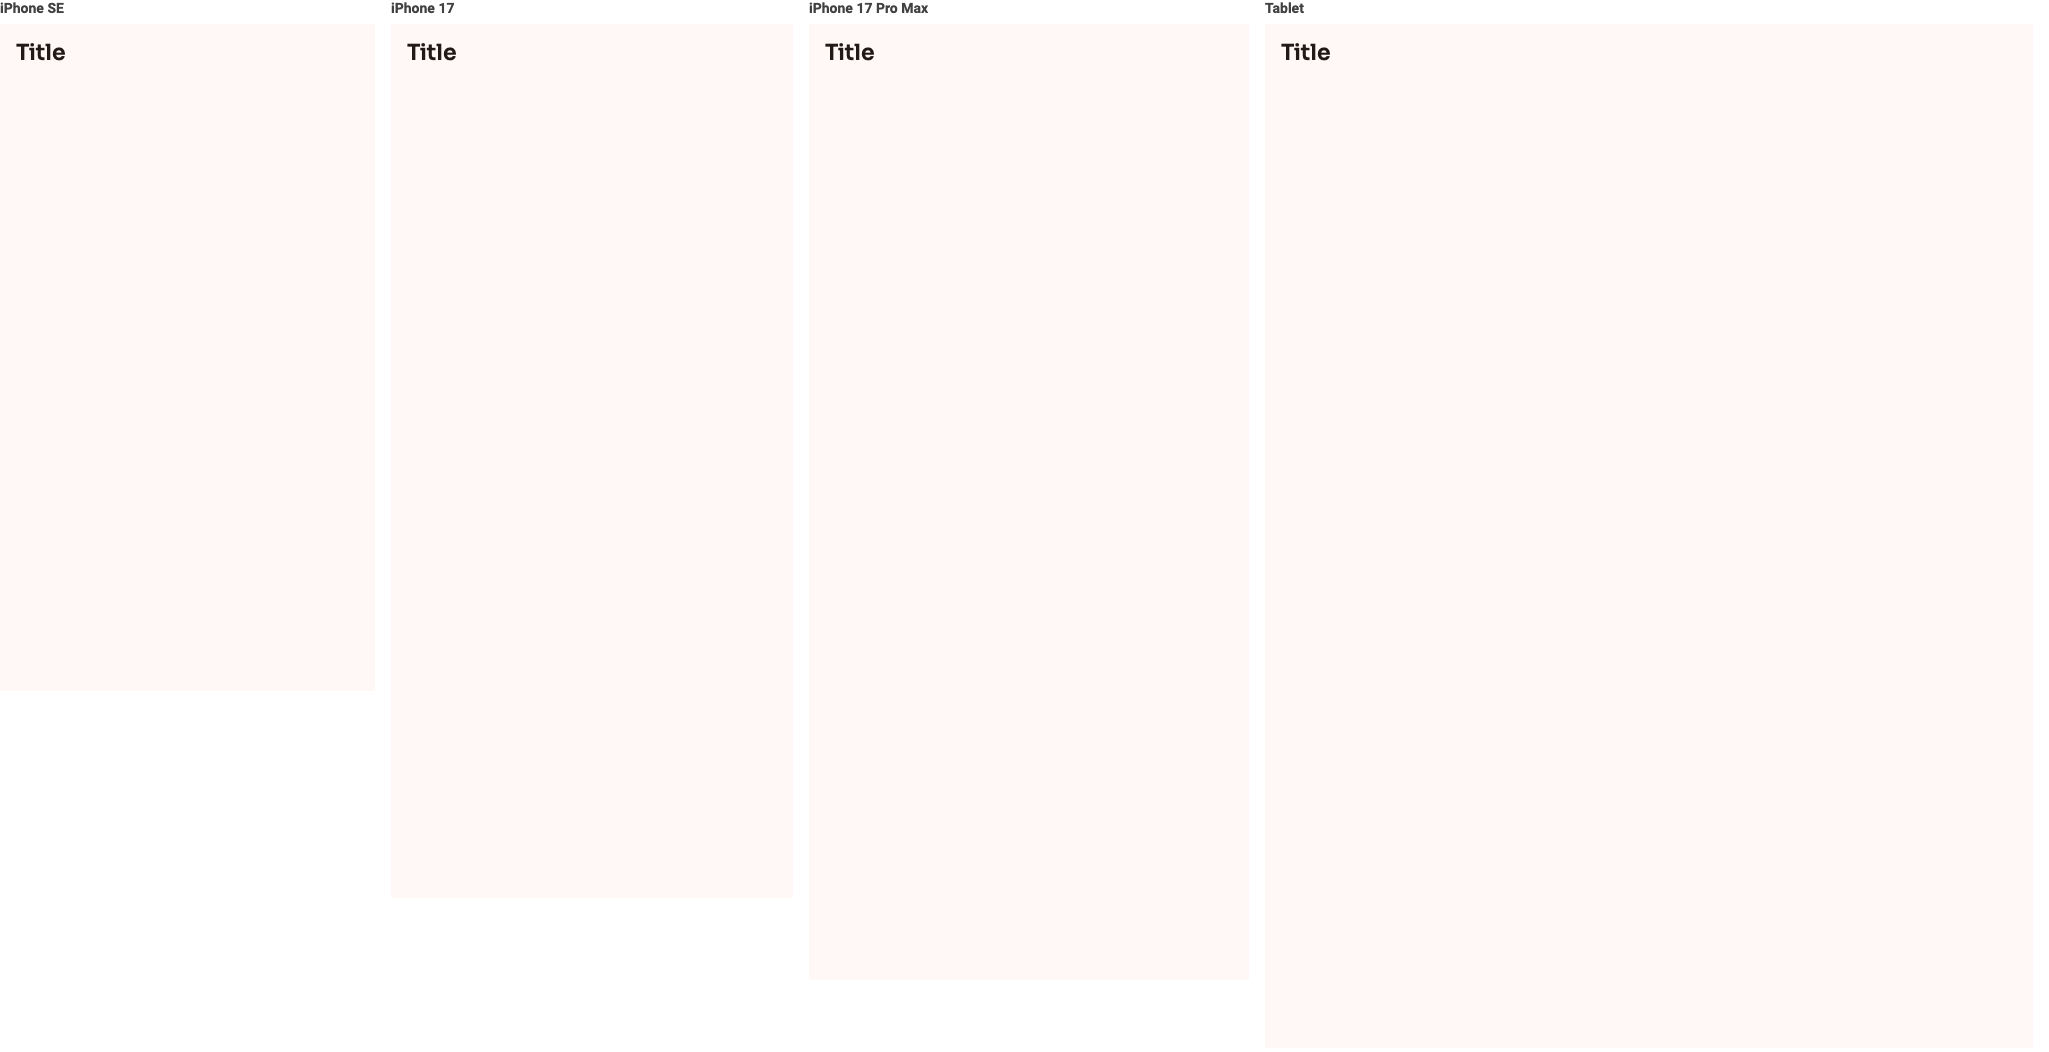 iPhone SE
Title
iPhone 17
Title
iPhone 17 Pro Max
Title
Tablet
Title